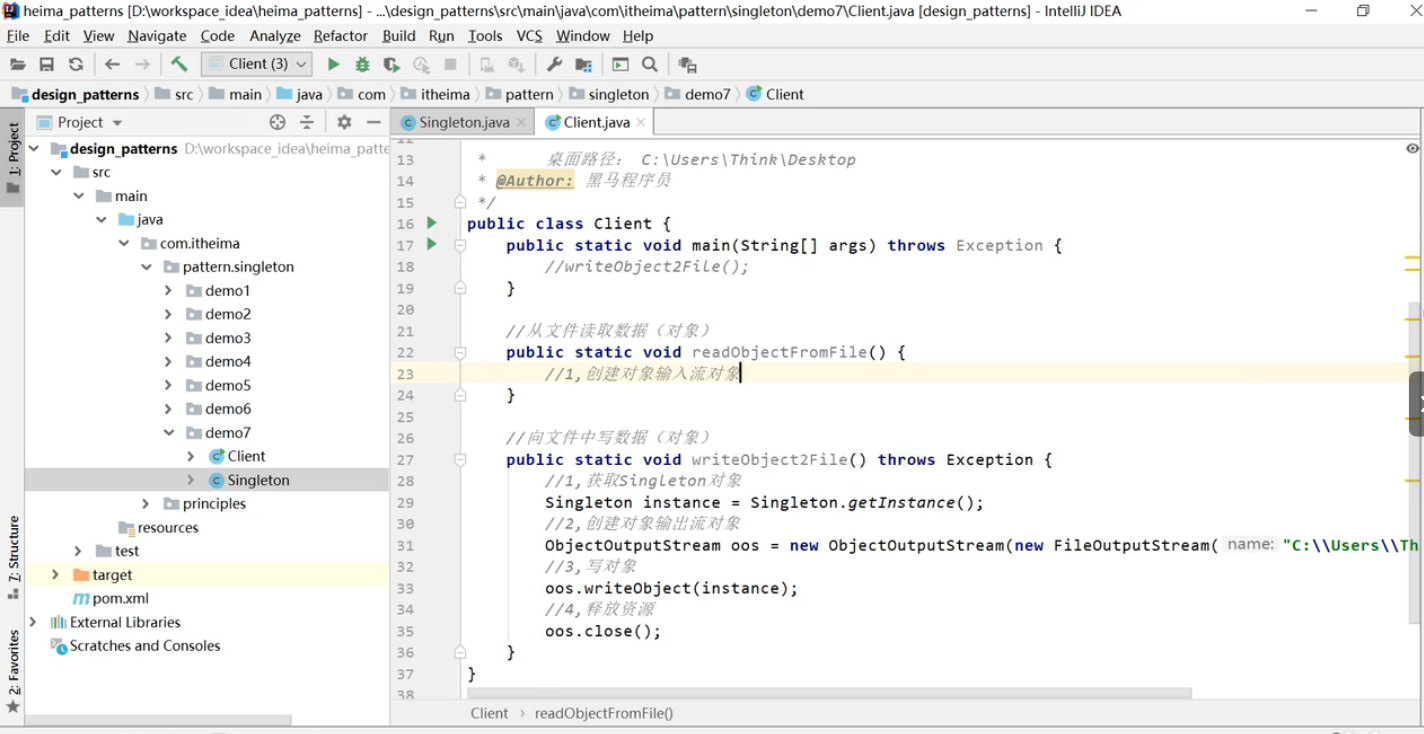 heima_patterns [D:\workspace_idea\heima_patterns] - ...\design_patterns\src\main\java\com\itheima\pattern\singleton\demo7\Client.java [design_patterns] - IntelliJ IDEA
File Edit View Navigate Code Analyze Refactor Build Run Tools VCS Window Help
Client (3)
design_patterns src main java com itheima pattern singleton demo7 Client
1: Project
7: Structure
2: Favorites
Project
design_patterns D:\workspace_idea\heima_patte
src
main
java
com.itheima
pattern.singleton
demo1
demo2
demo3
demo4
demo5
demo6
demo7
Client
Singleton
principles
resources
test
target
pom.xml
External Libraries
Scratches and Consoles
Singleton.java Client.java
12
13 * 桌面路径: C:\Users\Think\Desktop
14 * @Author: 黑马程序员
15 */
16 public class Client {
17 public static void main(String[] args) throws Exception {
18 //writeObject2File();
19 }
20
21 //从文件读取数据（对象）
22 public static void readObjectFromFile() {
23 //1,创建对象输入流对象
24 }
25
26 //向文件中写数据（对象）
27 public static void writeObject2File() throws Exception {
28 //1,获取Singleton对象
29 Singleton instance = Singleton.getInstance();
30 //2,创建对象输出流对象
31 ObjectOutputStream oos = new ObjectOutputStream(new FileOutputStream( name: "C:\\Users\\Th
32 //3,写对象
33 oos.writeObject(instance);
34 //4,释放资源
35 oos.close();
36 }
37 }
38
Client › readObjectFromFile()